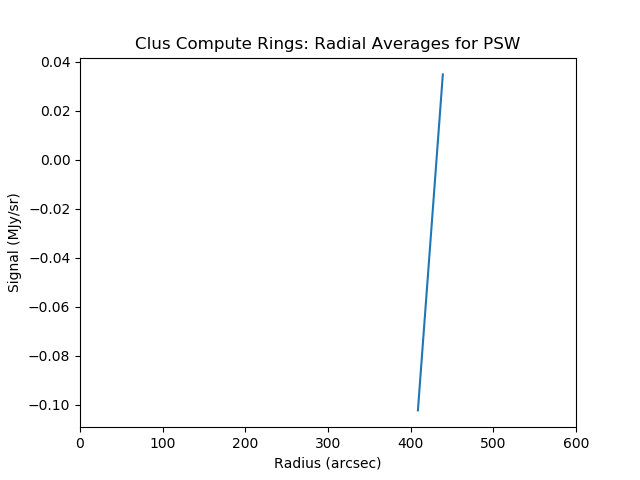 Clus Compute Rings: Radial Averages for PSW
0.04
0.02
0.00
−0.02
−0.04
−0.06
−0.08
−0.10
Signal (MJy/sr)
0 100 200 300 400 500 600
Radius (arcsec)